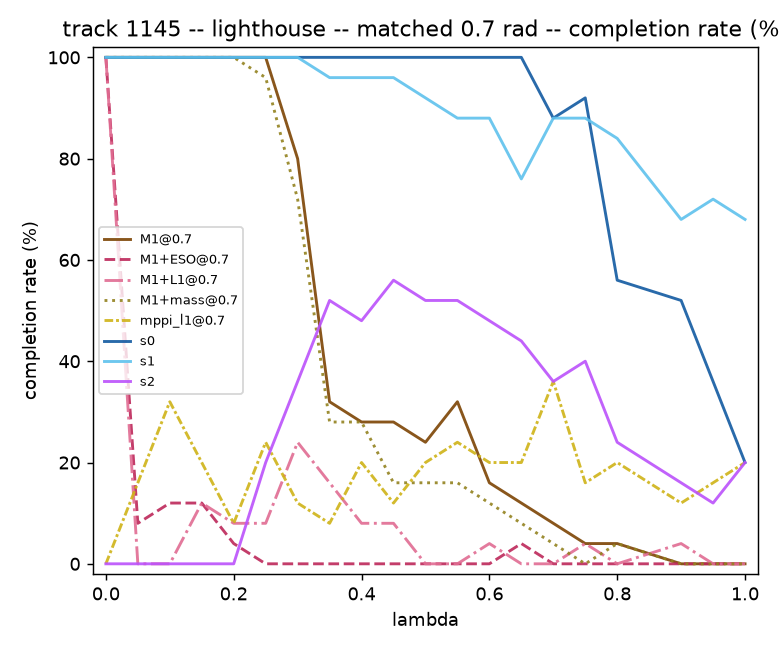 track 1145 -- lighthouse -- matched 0.7 rad -- completion rate (%
completion rate (%)
100
80
60
40
20
0
M1@0.7
M1+ESO@0.7
M1+L1@0.7
M1+mass@0.7
mppi_l1@0.7
s0
s1
s2
0.0 0.2 0.4 0.6 0.8 1.0
lambda